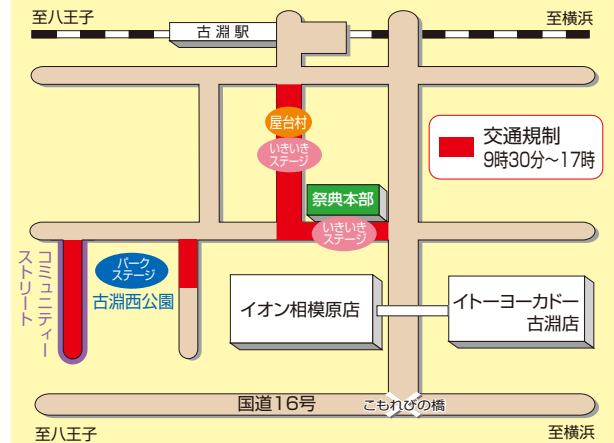 至八王子
古淵駅
至横浜
屋台村
いきいき
ステージ
交通規制
9時30分～17時
祭典本部
いきいき
ステージ
コミュニティー
ストリート
パーク
ステージ
古淵西公園
イオン相模原店
イトーヨーカドー
古淵店
国道16号
こもれびの橋
至八王子
至横浜